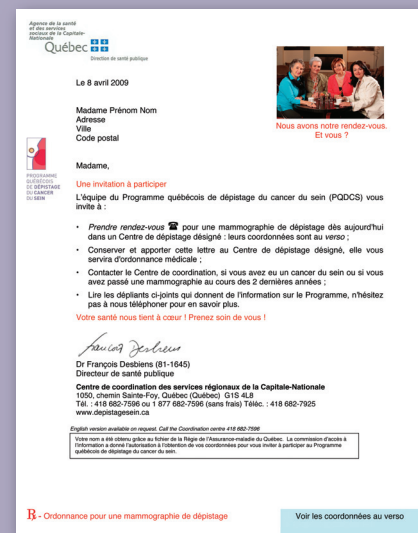 Agence de la santé
et des services
sociaux de la Capitale-
Nationale
Québec
Direction de santé publique
Le 8 avril 2009
Madame Prénom Nom
Adresse
Ville
Code postal
Nous avons notre rendez-vous.
Et vous ?
Madame,
PROGRAMME
QUÉBÉCOIS
DE DÉPISTAGE
DU CANCER
DU SEIN
Une invitation à participer
L'équipe du Programme québécois de dépistage du cancer du sein (PQDCS) vous
invite à :
• Prendre rendez-vous ☎ pour une mammographie de dépistage dès aujourd'hui
dans un Centre de dépistage désigné : leurs coordonnées sont au verso ;
• Conserver et apporter cette lettre au Centre de dépistage désigné, elle vous
servira d'ordonnance médicale ;
• Contacter le Centre de coordination, si vous avez eu un cancer du sein ou si vous
avez passé une mammographie au cours des 2 dernières années ;
• Lire les dépliants ci-joints qui donnent de l'information sur le Programme, n'hésitez
pas à nous téléphoner pour en savoir plus.
Votre santé nous tient à cœur ! Prenez soin de vous !
François Desbiens
Dr François Desbiens (81-1645)
Directeur de santé publique
Centre de coordination des services régionaux de la Capitale-Nationale
1050, chemin Sainte-Foy, Québec (Québec) G1S 4L8
Tél. : 418 682-7596 ou 1 877 682-7596 (sans frais) Téléc. : 418 682-7925
www.depistagesein.ca
English version available on request. Call the Coordination centre 418 682-7596
Votre nom a été obtenu grâce au fichier de la Régie de l'Assurance-maladie du Québec. La commission d'accès à
l'information a donné l'autorisation à l'obtention de vos coordonnées pour vous inviter à participer au Programme
québécois de dépistage du cancer du sein.
℞ - Ordonnance pour une mammographie de dépistage
Voir les coordonnées au verso